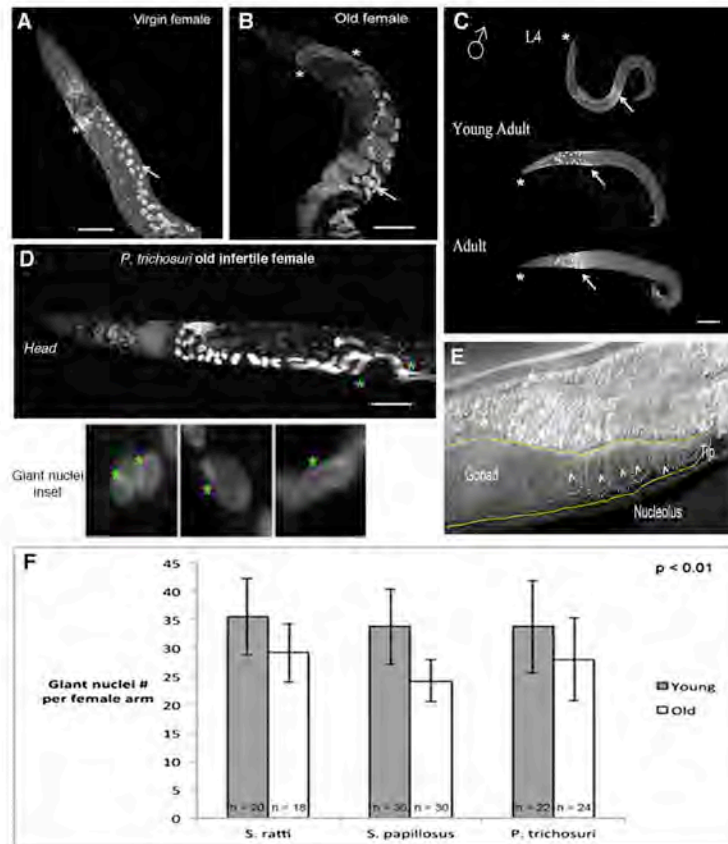 A Virgin female
B Old female
C ♂ L4
Young Adult
Adult
D P. trichosuri old infertile female
Head
Giant nuclei
inset
E
Gonad
Tip
Nucleolus
F
p < 0.01
45
40
35
30
25
20
15
10
5
0
Giant nuclei #
per female arm
Young
Old
n = 20 n = 18 n = 30 n = 22 n = 24
S. ratti S. papillosus P. trichosuri